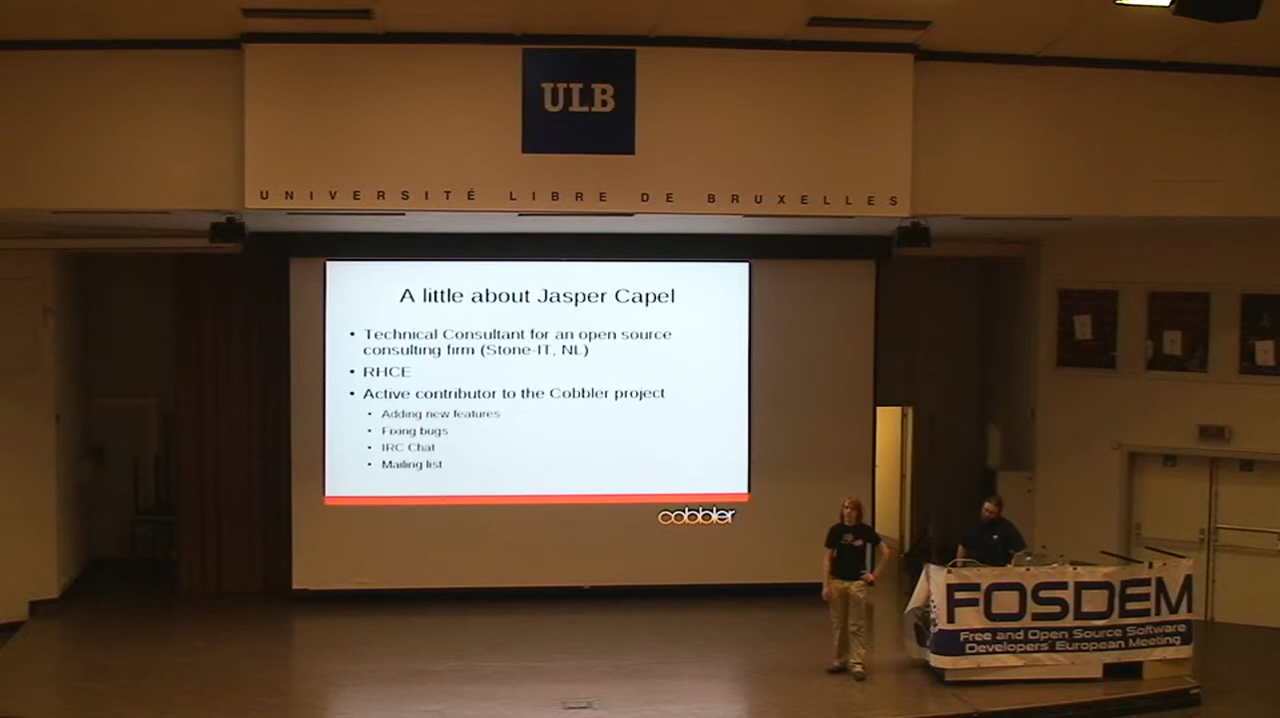 ULB
UNIVERSITÉ LIBRE DE BRUXELLES
A little about Jasper Capel
• Technical Consultant for an open source
consulting firm (Stone-IT, NL)
• RHCE
• Active contributor to the Cobbler project
• Adding new features
• Fixing bugs
• IRC Chat
• Mailing list
cobbler
FOSDEM
Free and Open Source Software
Developers' European Meeting